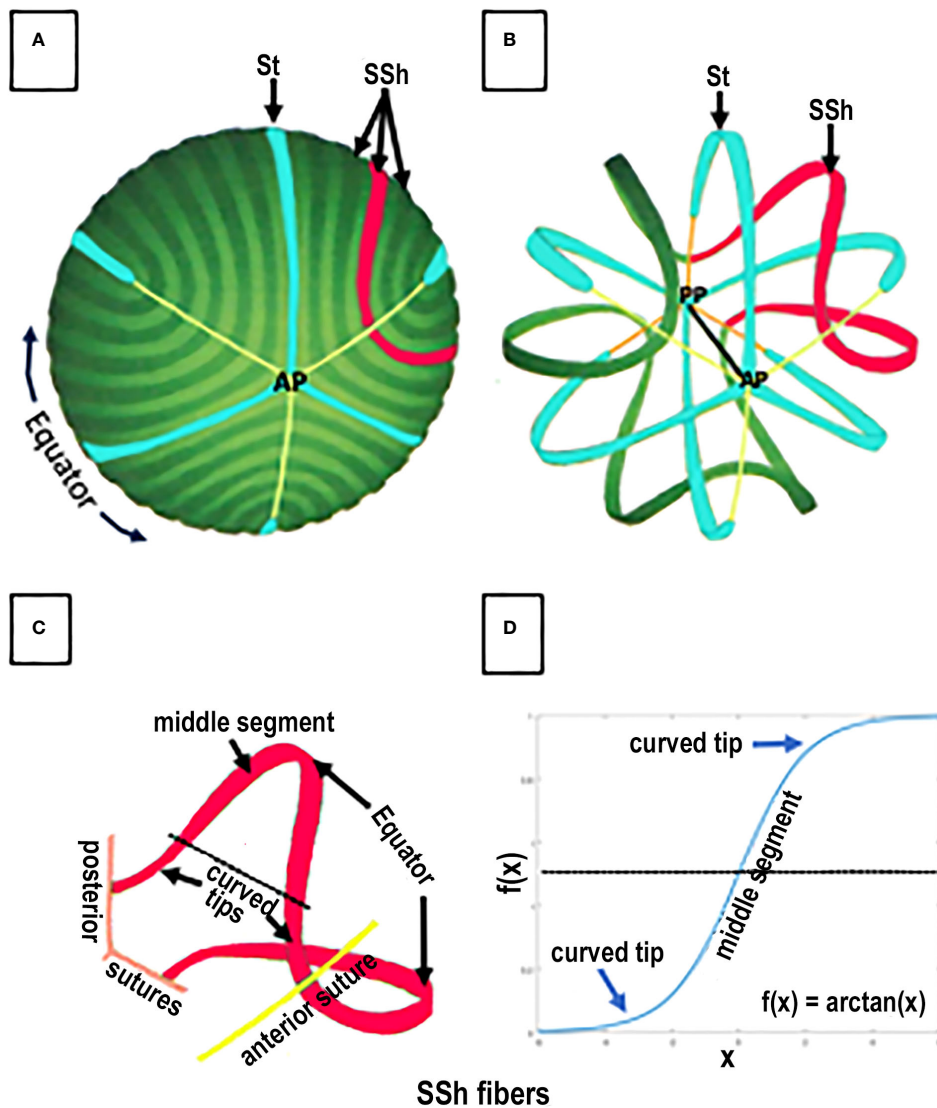 A
St
SSh
AP
Equator
B
St
SSh
PP
AP
C
middle segment
Equator
posterior
curved
tips
sutures
anterior suture
D
curved tip
middle segment
f(x)
curved tip
f(x) = arctan(x)
x
SSh fibers